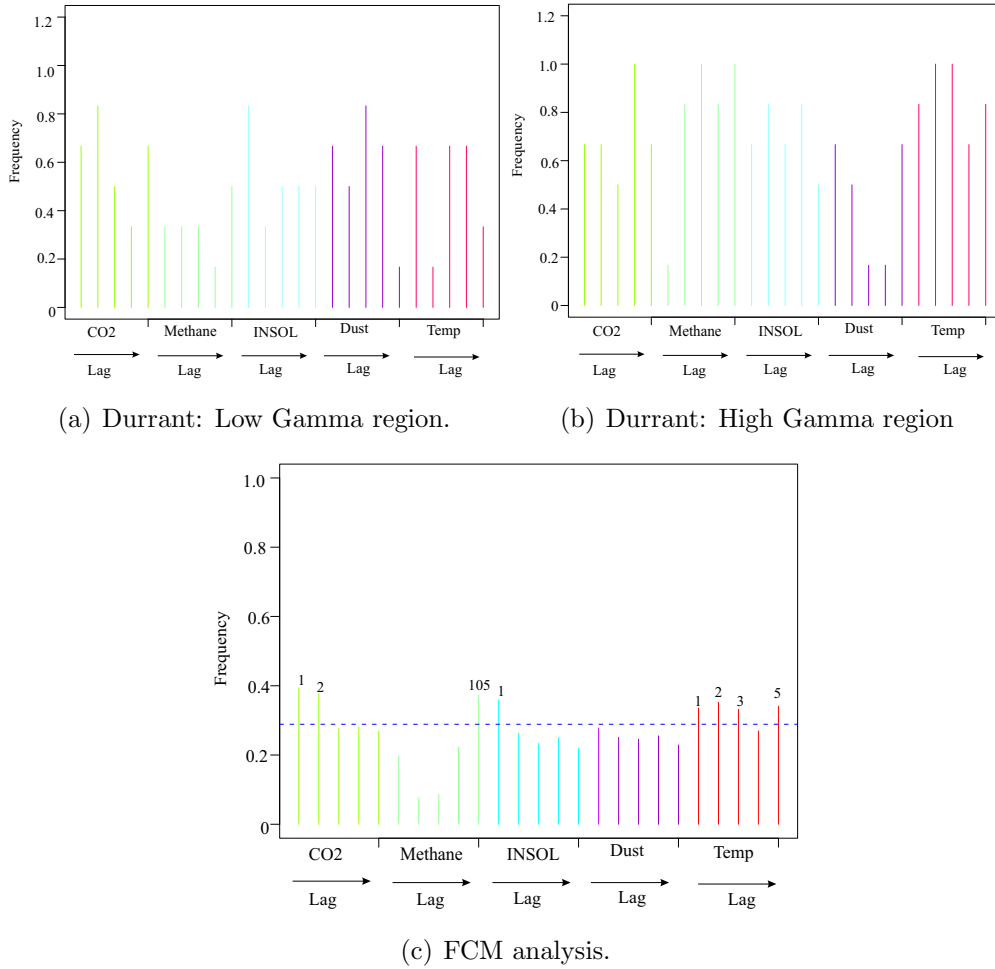 1.2
1.0
0.8
0.6
0.4
0.2
0
Frequency
CO2 Methane INSOL Dust Temp
Lag Lag Lag Lag Lag
(a) Durrant: Low Gamma region.
1.2
1.0
0.8
0.6
0.4
0.2
0
Frequency
CO2 Methane INSOL Dust Temp
Lag Lag Lag Lag Lag
(b) Durrant: High Gamma region
1.0
0.8
0.6
0.4
0.2
0
Frequency
1 2 105 1 1 2 3 5
CO2 Methane INSOL Dust Temp
Lag Lag Lag Lag Lag
(c) FCM analysis.